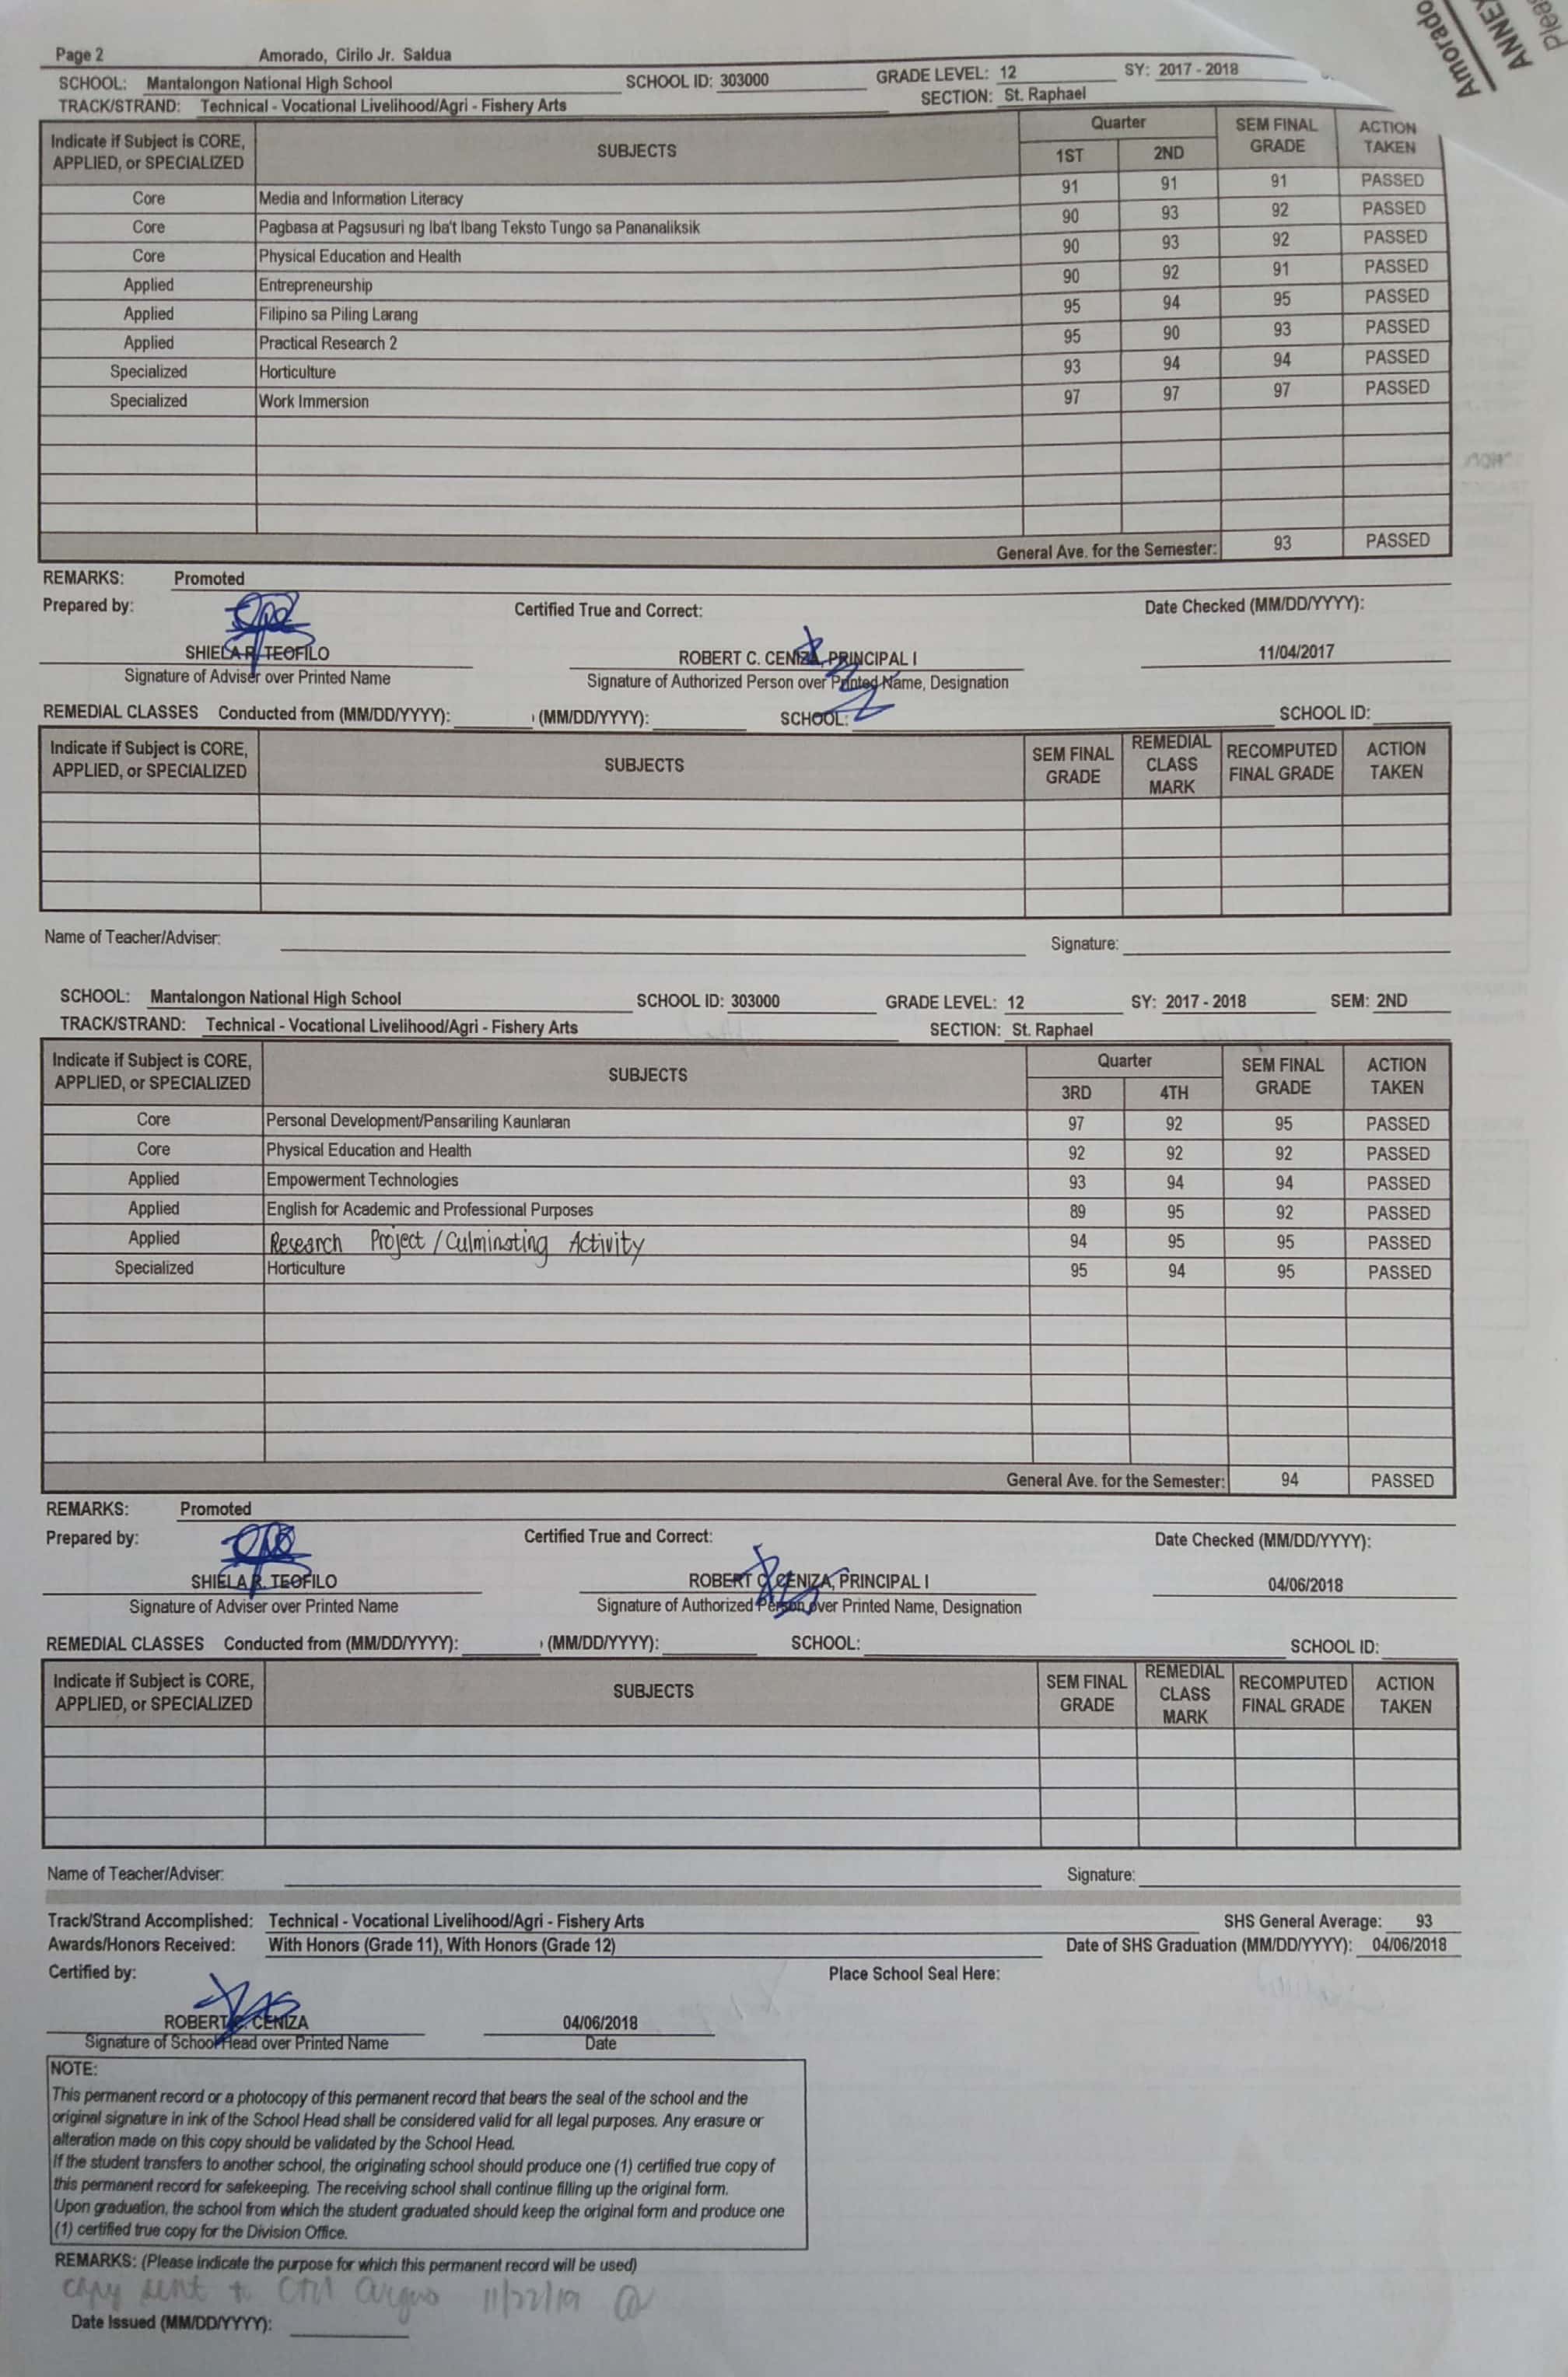 Amorado
ANNEX
Pleas
Page 2 Amorado, Cirilo Jr. Saldua
SCHOOL: Mantalongon National High School SCHOOL ID: 303000 GRADE LEVEL: 12 SY: 2017 - 2018
TRACK/STRAND: Technical - Vocational Livelihood/Agri - Fishery Arts SECTION: St. Raphael
Indicate if Subject is CORE, APPLIED, or SPECIALIZED SUBJECTS Quarter 1ST 2ND SEM FINAL GRADE ACTION TAKEN
Core Media and Information Literacy 91 91 91 PASSED
Core Pagbasa at Pagsusuri ng Iba't Ibang Teksto Tungo sa Pananaliksik 90 93 92 PASSED
Core Physical Education and Health 90 93 92 PASSED
Applied Entrepreneurship 90 92 91 PASSED
Applied Filipino sa Piling Larang 95 94 95 PASSED
Applied Practical Research 2 95 90 93 PASSED
Specialized Horticulture 93 94 94 PASSED
Specialized Work Immersion 97 97 97 PASSED
General Ave. for the Semester: 93 PASSED
REMARKS: Promoted
Prepared by: Certified True and Correct: Date Checked (MM/DD/YYYY):
SHIELA R. TEOFILO ROBERT C. CENIZA, PRINCIPAL I 11/04/2017
Signature of Adviser over Printed Name Signature of Authorized Person over Printed Name, Designation
REMEDIAL CLASSES Conducted from (MM/DD/YYYY): (MM/DD/YYYY): SCHOOL: SCHOOL ID:
Indicate if Subject is CORE, APPLIED, or SPECIALIZED SUBJECTS SEM FINAL GRADE REMEDIAL CLASS MARK RECOMPUTED FINAL GRADE ACTION TAKEN
Name of Teacher/Adviser: Signature:
SCHOOL: Mantalongon National High School SCHOOL ID: 303000 GRADE LEVEL: 12 SY: 2017 - 2018 SEM: 2ND
TRACK/STRAND: Technical - Vocational Livelihood/Agri - Fishery Arts SECTION: St. Raphael
Indicate if Subject is CORE, APPLIED, or SPECIALIZED SUBJECTS Quarter 3RD 4TH SEM FINAL GRADE ACTION TAKEN
Core Personal Development/Pansariling Kaunlaran 97 92 95 PASSED
Core Physical Education and Health 92 92 92 PASSED
Applied Empowerment Technologies 93 94 94 PASSED
Applied English for Academic and Professional Purposes 89 95 92 PASSED
Applied Research Project / Culminating Activity 94 95 95 PASSED
Specialized Horticulture 95 94 95 PASSED
General Ave. for the Semester: 94 PASSED
REMARKS: Promoted
Prepared by: Certified True and Correct: Date Checked (MM/DD/YYYY):
SHIELA R. TEOFILO ROBERT C. CENIZA, PRINCIPAL I 04/06/2018
Signature of Adviser over Printed Name Signature of Authorized Person over Printed Name, Designation
REMEDIAL CLASSES Conducted from (MM/DD/YYYY): (MM/DD/YYYY): SCHOOL: SCHOOL ID:
Indicate if Subject is CORE, APPLIED, or SPECIALIZED SUBJECTS SEM FINAL GRADE REMEDIAL CLASS MARK RECOMPUTED FINAL GRADE ACTION TAKEN
Name of Teacher/Adviser: Signature:
Track/Strand Accomplished: Technical - Vocational Livelihood/Agri - Fishery Arts SHS General Average: 93
Awards/Honors Received: With Honors (Grade 11), With Honors (Grade 12) Date of SHS Graduation (MM/DD/YYYY): 04/06/2018
Certified by: Place School Seal Here:
ROBERT C. CENIZA 04/06/2018
Signature of School Head over Printed Name Date
NOTE:
This permanent record or a photocopy of this permanent record that bears the seal of the school and the
original signature in ink of the School Head shall be considered valid for all legal purposes. Any erasure or
alteration made on this copy should be validated by the School Head.
If the student transfers to another school, the originating school should produce one (1) certified true copy of
this permanent record for safekeeping. The receiving school shall continue filling up the original form.
Upon graduation, the school from which the student graduated should keep the original form and produce one
(1) certified true copy for the Division Office.
REMARKS: (Please indicate the purpose for which this permanent record will be used)
copy sent Argao 11/22/19
Date Issued (MM/DD/YYYY):